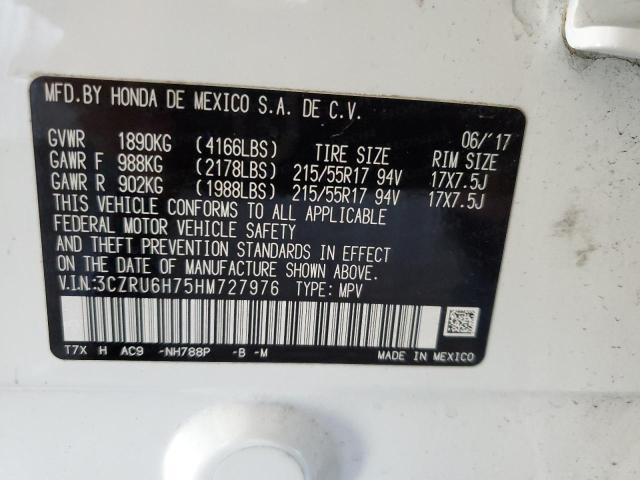 MFD.BY HONDA DE MEXICO S.A. DE C.V.
06/'17
GVWR 1890KG (4166LBS) TIRE SIZE RIM SIZE
GAWR F 988KG (2178LBS) 215/55R17 94V 17X7.5J
GAWR R 902KG (1988LBS) 215/55R17 94V 17X7.5J
THIS VEHICLE CONFORMS TO ALL APPLICABLE
FEDERAL MOTOR VEHICLE SAFETY
AND THEFT PREVENTION STANDARDS IN EFFECT
ON THE DATE OF MANUFACTURE SHOWN ABOVE.
V.I.N:3CZRU6H75HM727976 TYPE: MPV
T7X H AC9 -NH788P -B -M
MADE IN MEXICO